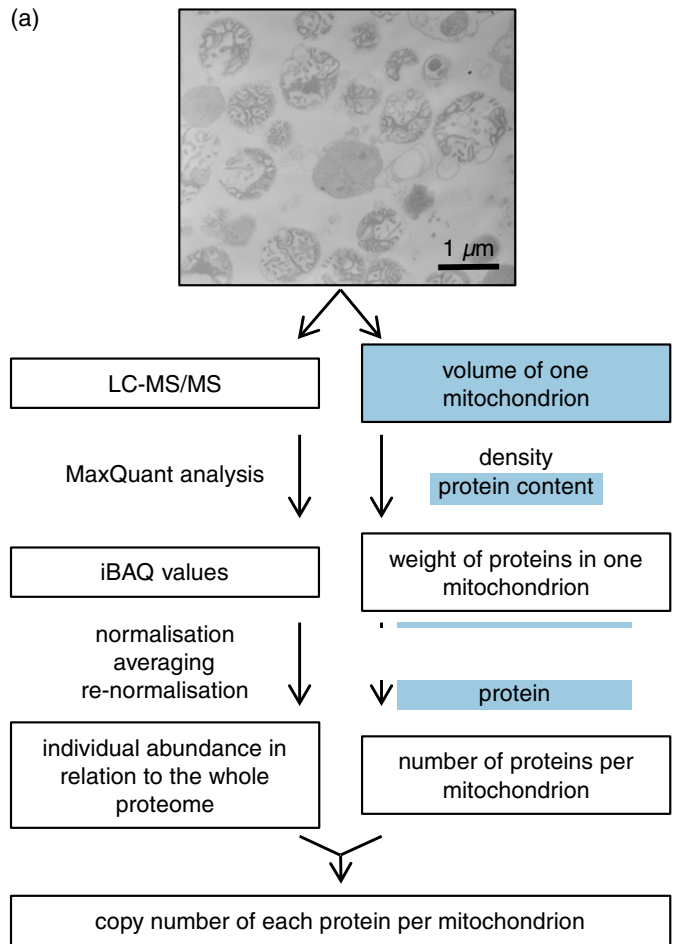 (a)
1 µm
LC-MS/MS
volume of one
mitochondrion
MaxQuant analysis
density
protein content
iBAQ values
weight of proteins in one
mitochondrion
normalisation
averaging
re-normalisation
protein
individual abundance in
relation to the whole
proteome
number of proteins per
mitochondrion
copy number of each protein per mitochondrion